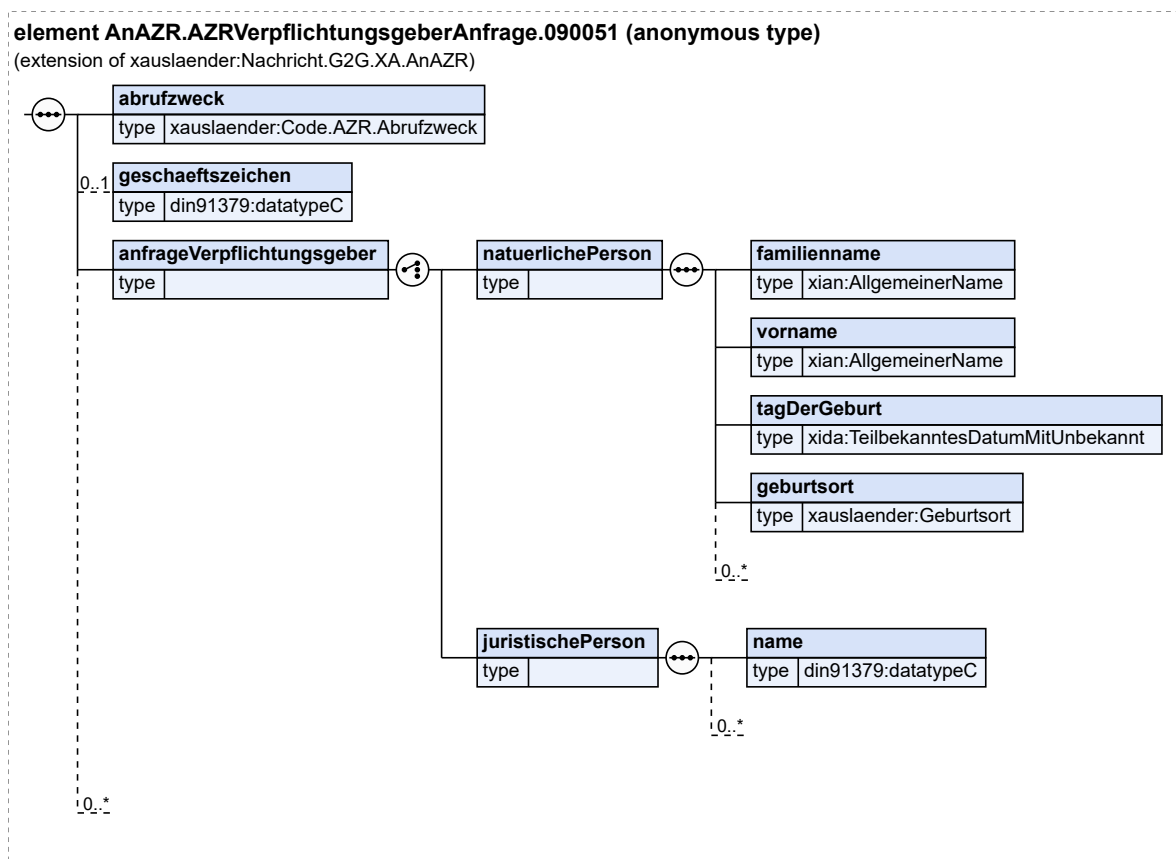 element AnAZR.AZRVerpflichtungsgeberAnfrage.090051 (anonymous type)
(extension of xauslaender:Nachricht.G2G.XA.AnAZR)
abrufzweck
type xauslaender:Code.AZR.Abrufzweck
0..1
geschaeftszeichen
type din91379:datatypeC
anfrageVerpflichtungsgeber
type
natuerlichePerson
type
familienname
type xian:AllgemeinerName
vorname
type xian:AllgemeinerName
tagDerGeburt
type xida:TeilbekanntesDatumMitUnbekannt
geburtsort
type xauslaender:Geburtsort
0..*
juristischePerson
type
name
type din91379:datatypeC
0..*
0..*